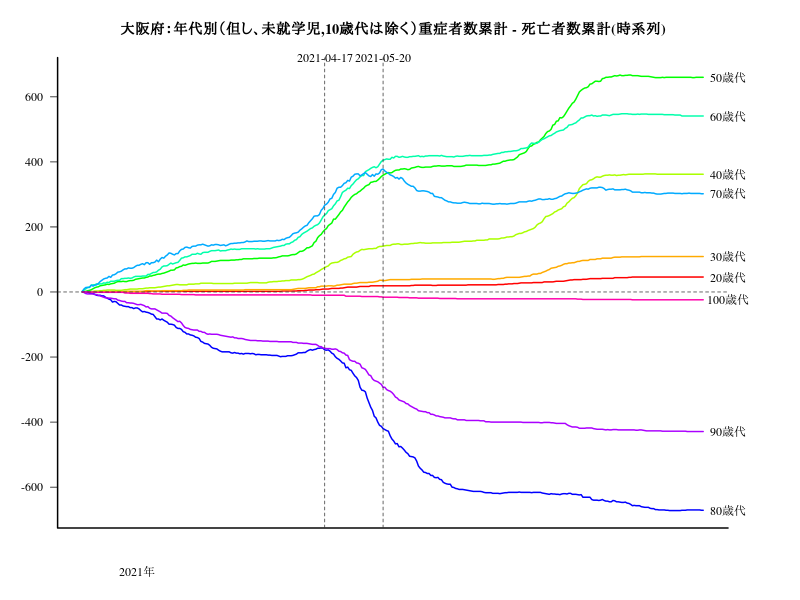 大阪府：年代別（但し、未就学児,10歳代は除く）重症者数累計 - 死亡者数累計(時系列)
2021-04-17 2021-05-20
50歳代
600
60歳代
400
40歳代
70歳代
200
30歳代
20歳代
0
100歳代
-200
-400
90歳代
-600
80歳代
2021年